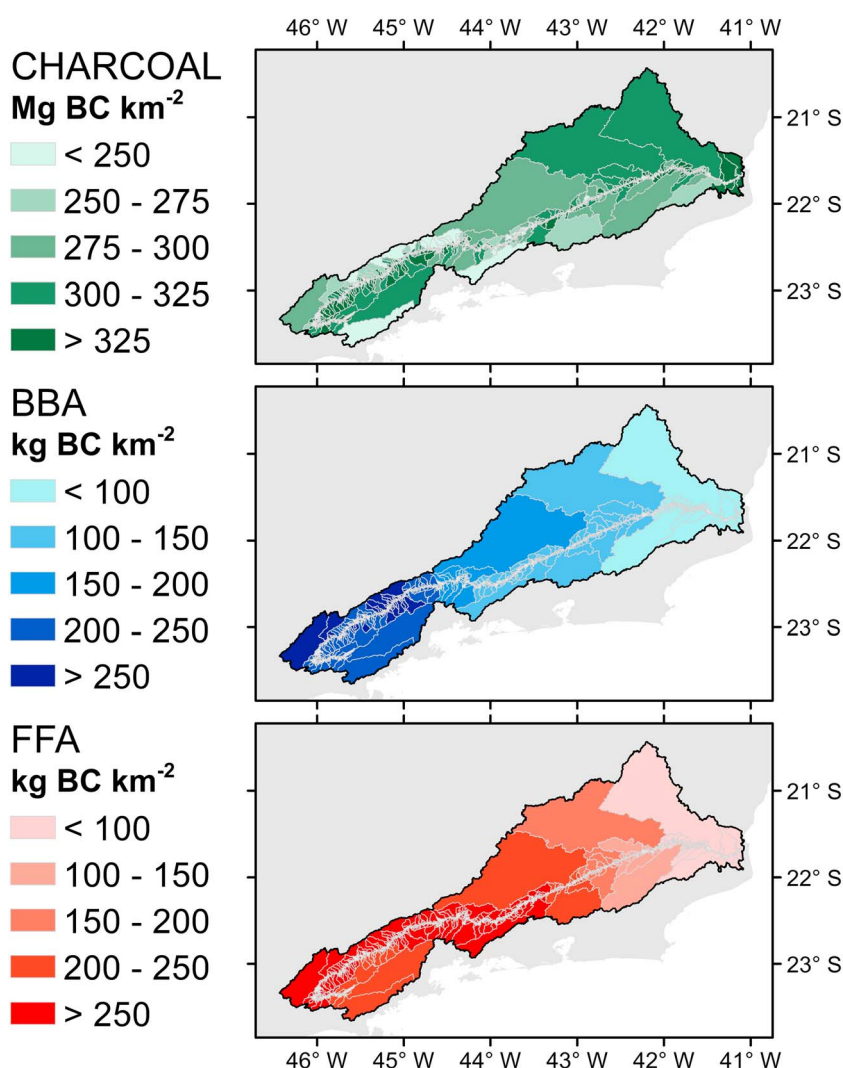 46° W 45° W 44° W 43° W 42° W 41° W
CHARCOAL
Mg BC km⁻²
< 250
250 - 275
275 - 300
300 - 325
> 325
21° S
22° S
23° S
BBA
kg BC km⁻²
< 100
100 - 150
150 - 200
200 - 250
> 250
21° S
22° S
23° S
FFA
kg BC km⁻²
< 100
100 - 150
150 - 200
200 - 250
> 250
21° S
22° S
23° S
46° W 45° W 44° W 43° W 42° W 41° W